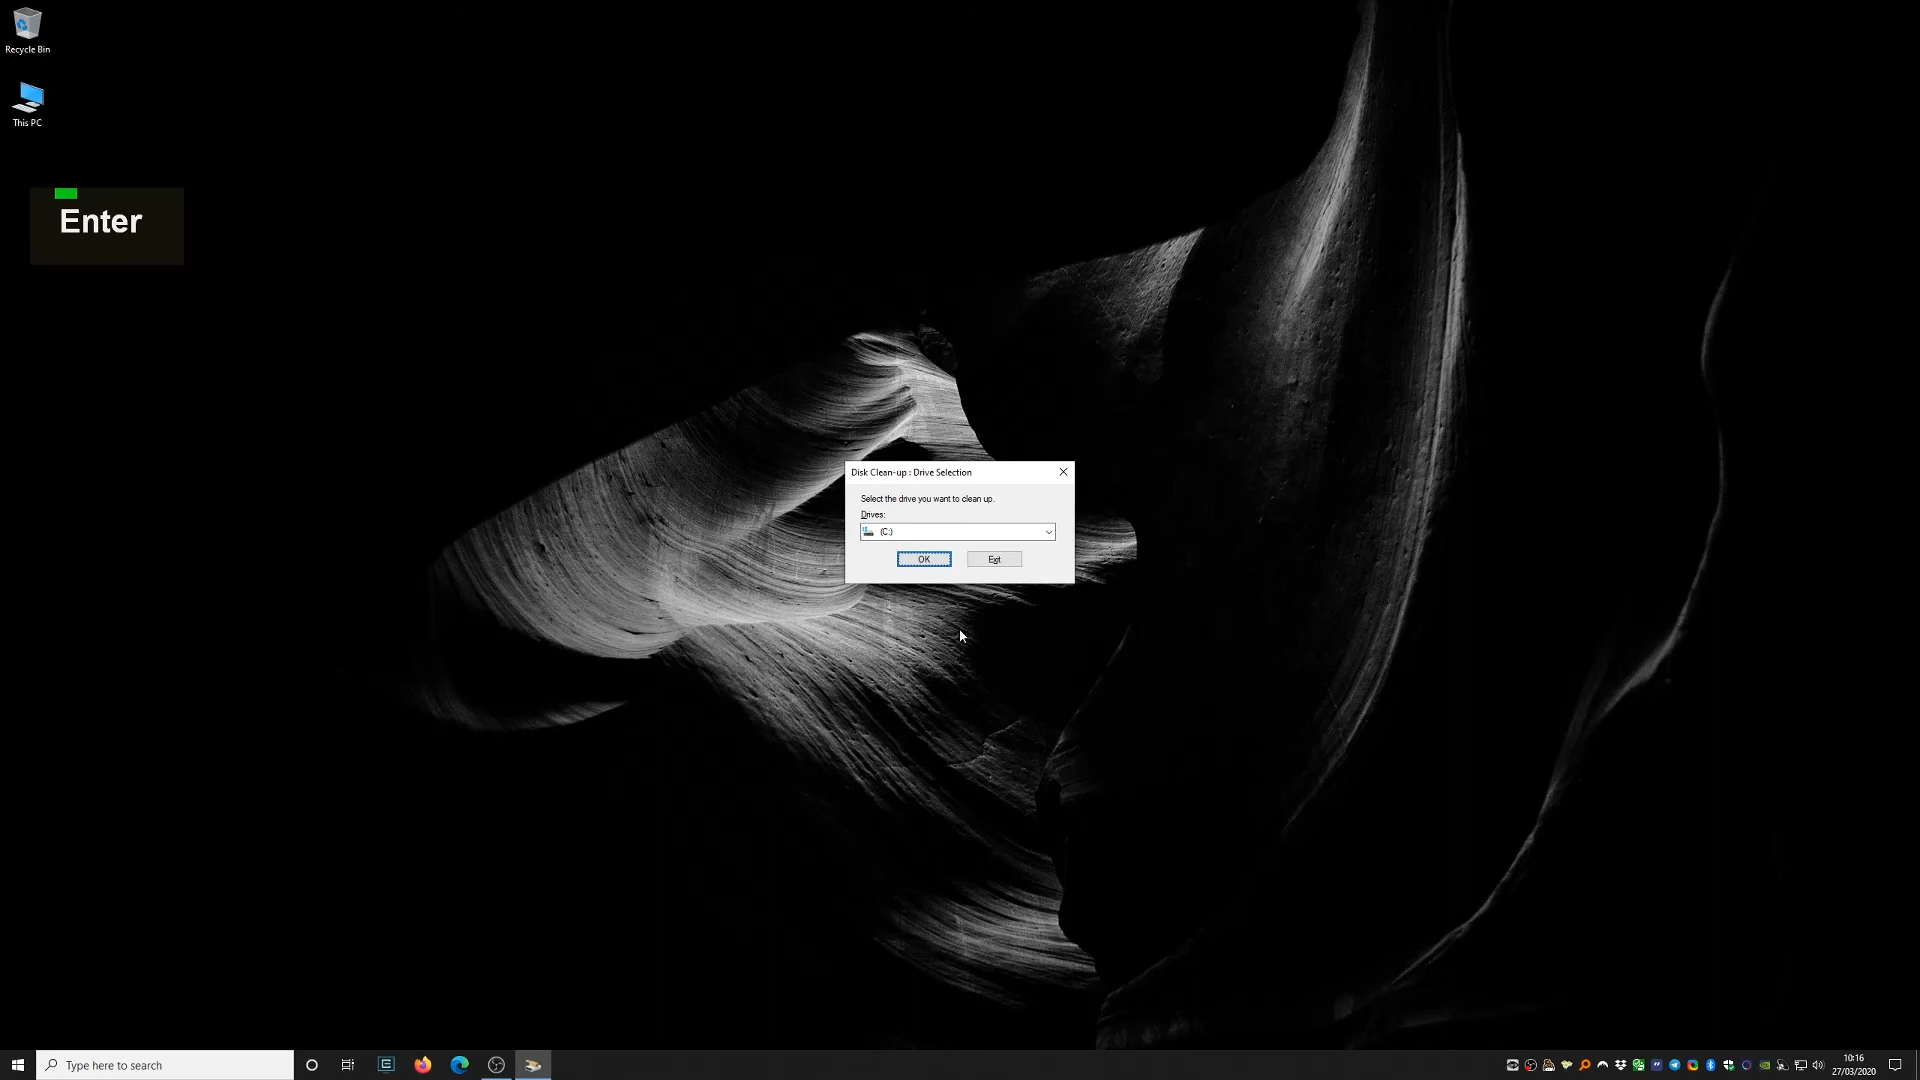 Recycle Bin
This PC
Enter
Disk Clean-up : Drive Selection
Select the drive you want to clean up.
Drives:
(C:)
OK
Exit
Type here to search
10:16
27/03/2020